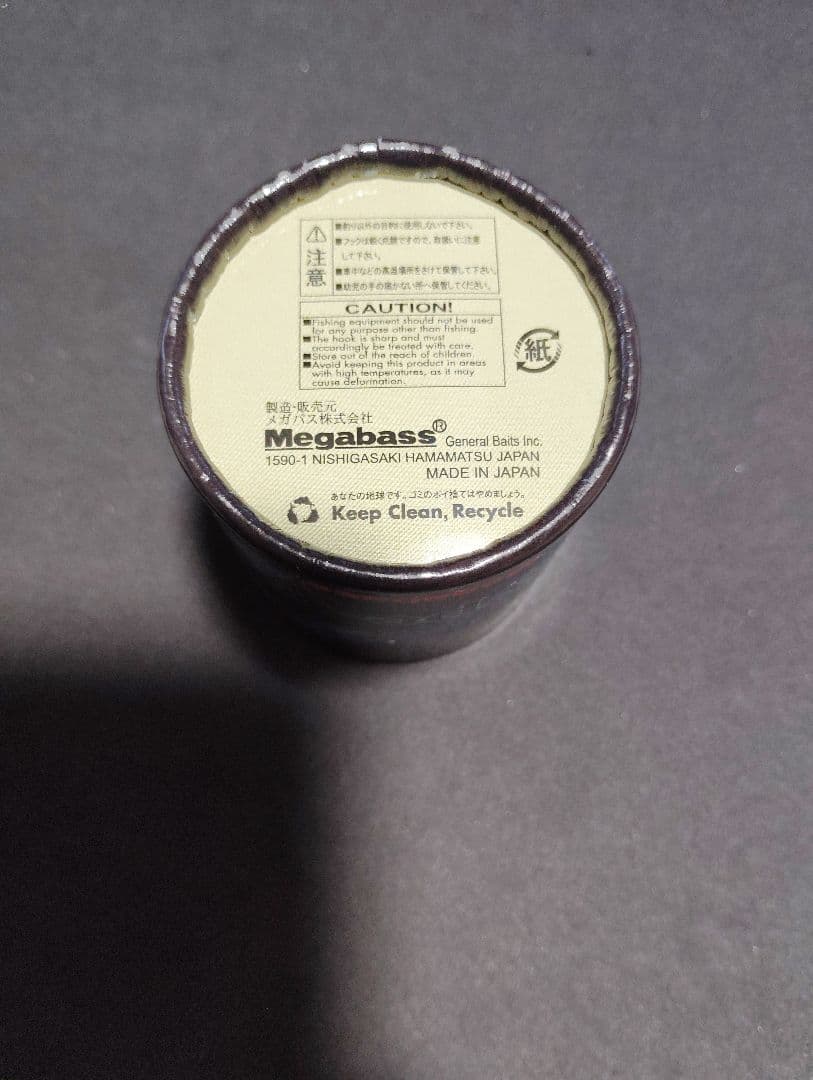 注意
■釣り以外の目的に使用しないで下さい。
■フックは鋭く危険ですので、取扱いに注意
して下さい。
■車中などの高温場所をさけて保管して下さい。
■幼児の手の届かない所へ保管してください。
CAUTION!
■Fishing equipment should not be used
for any purpose other than fishing.
■The hook is sharp and must
accordingly be treated with care.
■Store out of the reach of children.
■Avoid keeping this product in areas
with high temperatures, as it may
cause deformation.
紙
製造・販売元
メガバス株式会社
Megabass® General Baits Inc.
1590-1 NISHIGASAKI HAMAMATSU JAPAN
MADE IN JAPAN
あなたの地球です。ゴミのポイ捨てはやめましょう。
Keep Clean, Recycle